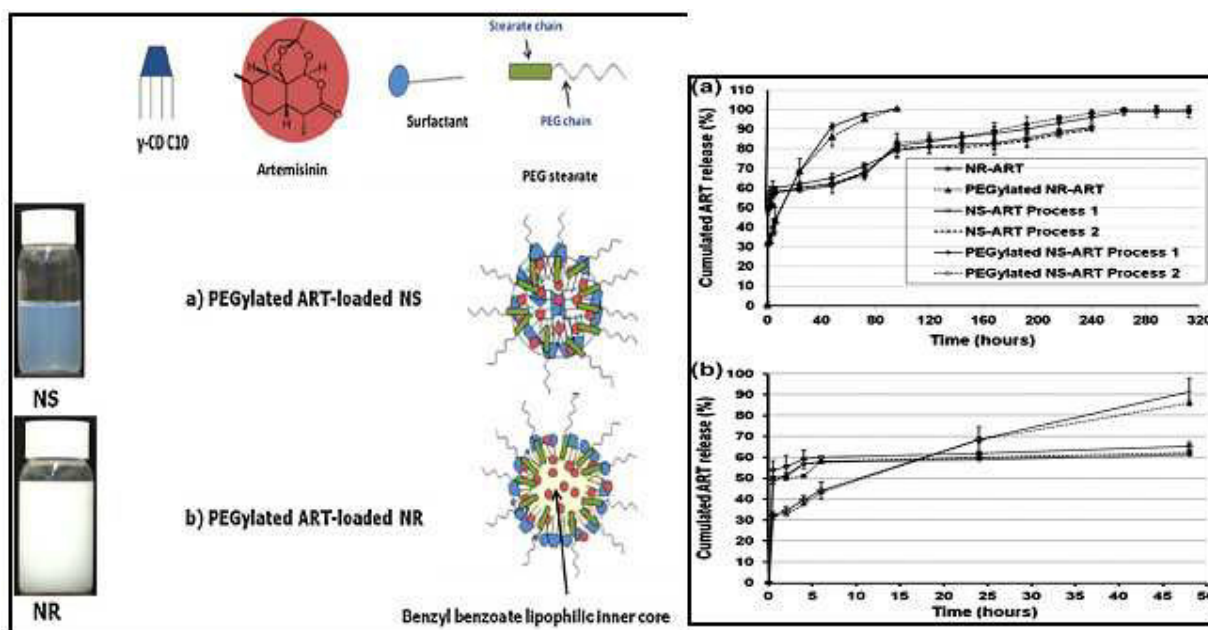 Stearate chain
γ-CD C10
Artemisinin
Surfactant
PEG chain
PEG stearate
H
O
O
O
H
O
H
O
NS
a) PEGylated ART-loaded NS
NR
b) PEGylated ART-loaded NR
Benzyl benzoate lipophilic inner core
(a)
Cumulated ART release (%)
110
100
90
80
70
60
50
40
30
20
10
0
NR-ART
PEGylated NR-ART
NS-ART Process 1
NS-ART Process 2
PEGylated NS-ART Process 1
PEGylated NS-ART Process 2
0 40 80 120 160 200 240 280 320
Time (hours)
(b)
Cumulated ART release (%)
100
90
80
70
60
50
40
30
20
10
0
0 5 10 15 20 25 30 35 40 45 50
Time (hours)